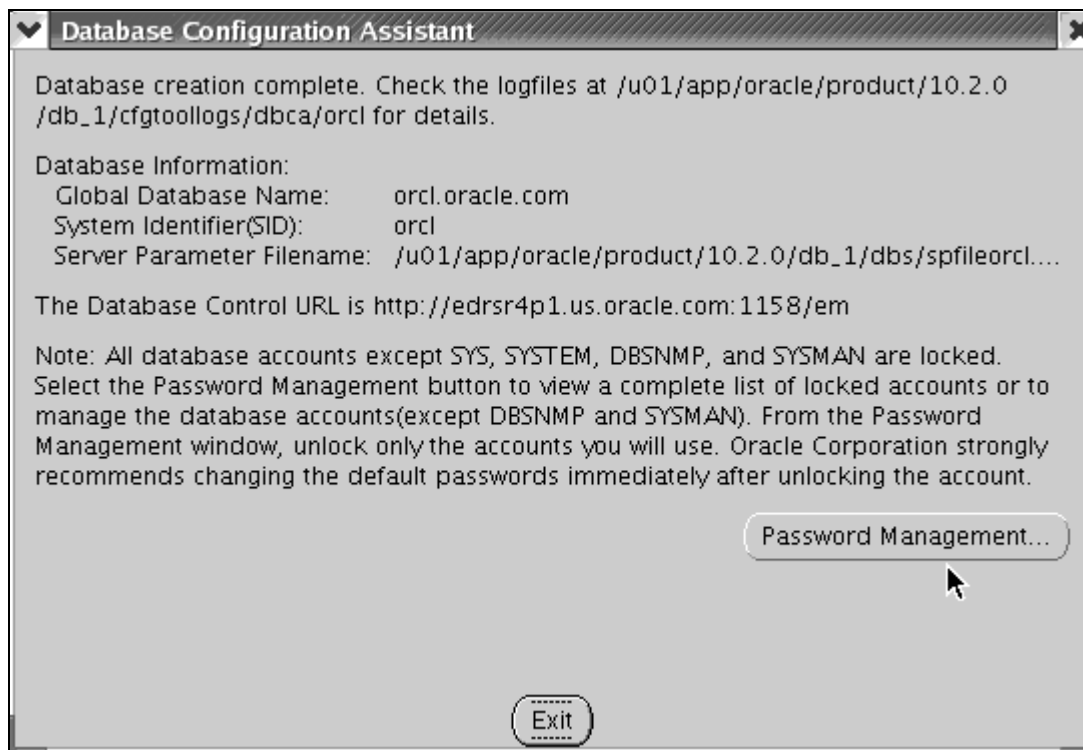 Database Configuration Assistant
Database creation complete. Check the logfiles at /u01/app/oracle/product/10.2.0
/db_1/cfgtoollogs/dbca/orcl for details.
Database Information:
Global Database Name: orcl.oracle.com
System Identifier(SID): orcl
Server Parameter Filename: /u01/app/oracle/product/10.2.0/db_1/dbs/spfileorcl....
The Database Control URL is http://edrsr4p1.us.oracle.com:1158/em
Note: All database accounts except SYS, SYSTEM, DBSNMP, and SYSMAN are locked.
Select the Password Management button to view a complete list of locked accounts or to
manage the database accounts(except DBSNMP and SYSMAN). From the Password
Management window, unlock only the accounts you will use. Oracle Corporation strongly
recommends changing the default passwords immediately after unlocking the account.
Password Management...
Exit